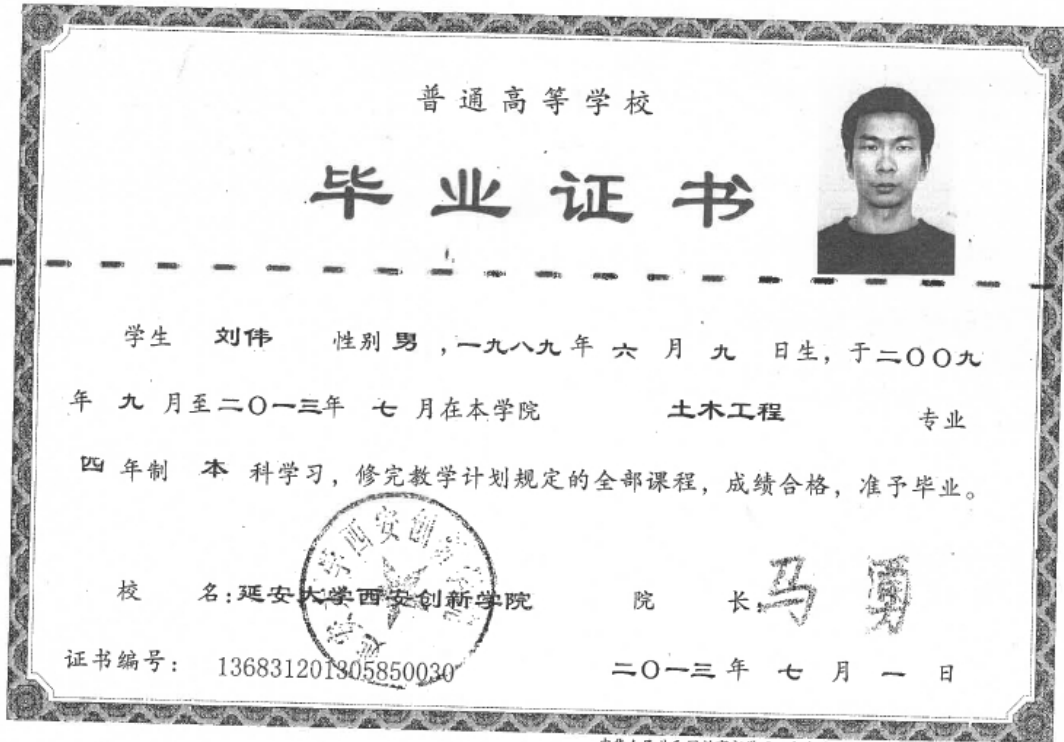 普通高等学校
毕业证书
学生 刘伟 性别 男 ,一九八九 年 六 月 九 日生, 于二〇〇九
年 九 月至二〇一三年 七 月在本学院 土木工程 专业
四 年制 本 科学习, 修完教学计划规定的全部课程, 成绩合格, 准予毕业。
校 名:延安大学西安创新学院 院 长: 马勇
证书编号: 136831201305850030 二〇一三 年 七 月 一 日